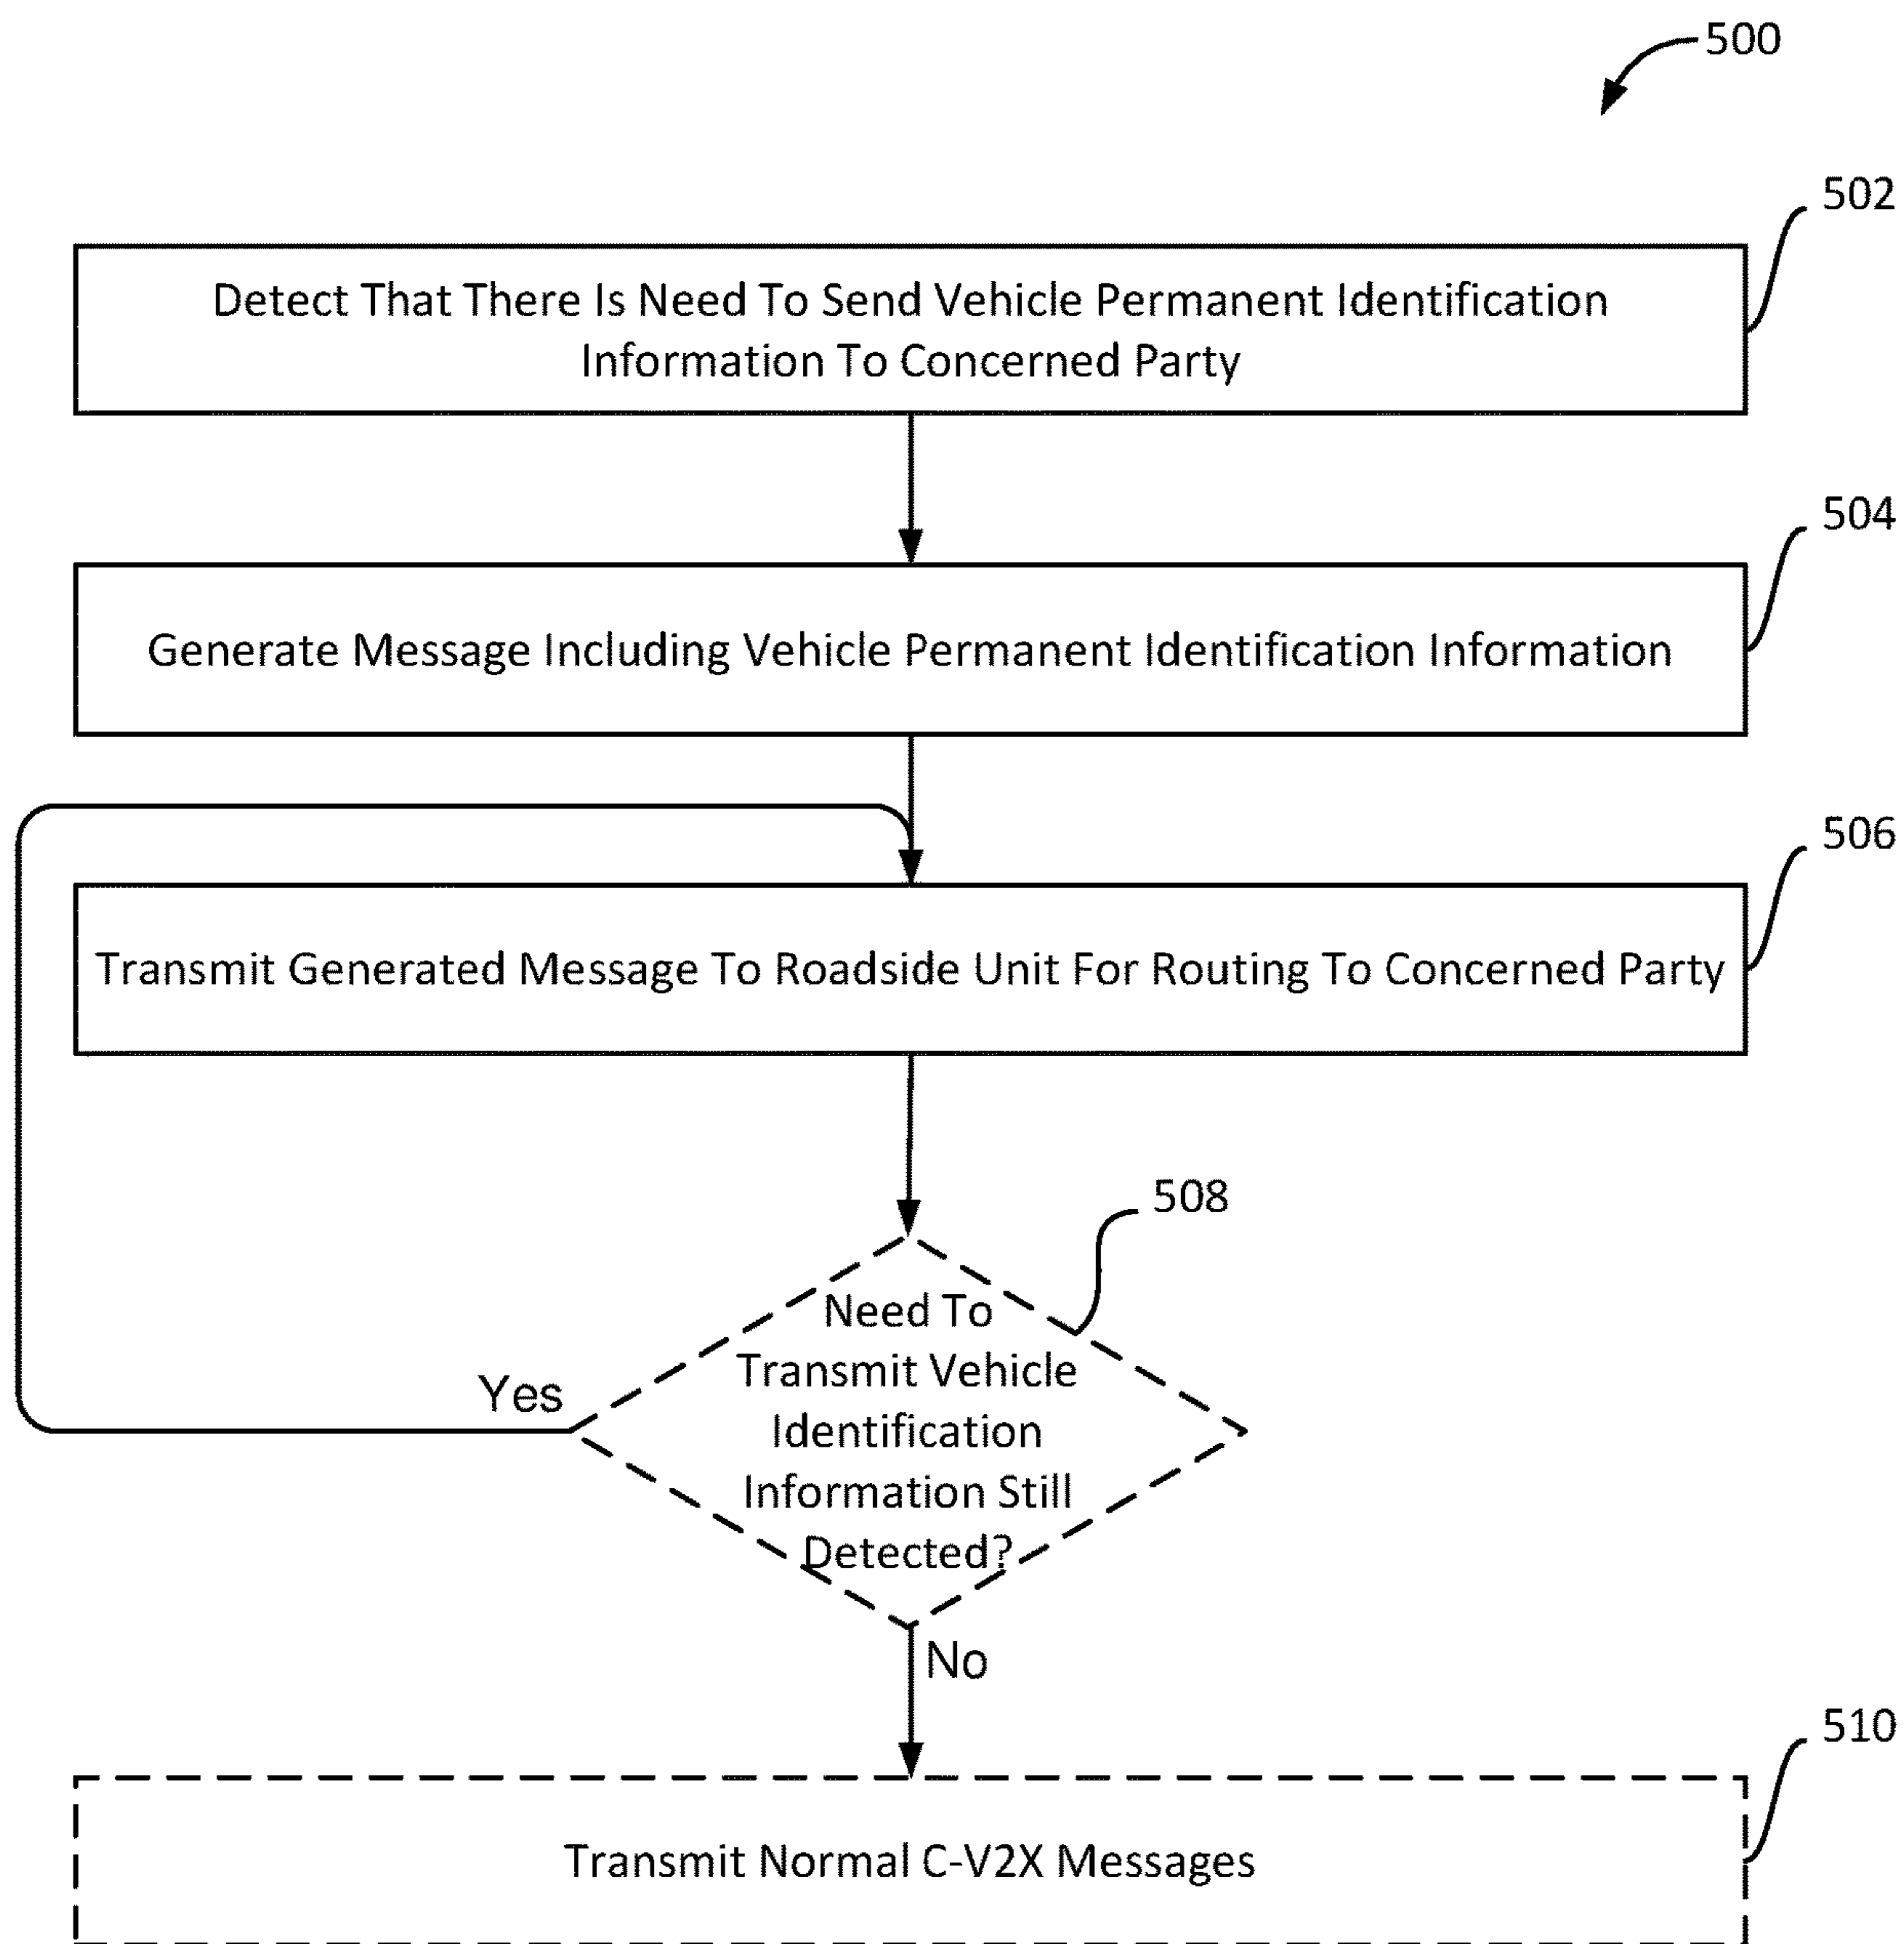 500
502
Detect That There Is Need To Send Vehicle Permanent Identification
Information To Concerned Party
504
Generate Message Including Vehicle Permanent Identification Information
506
Transmit Generated Message To Roadside Unit For Routing To Concerned Party
508
Need To
Transmit Vehicle
Identification
Information Still
Detected?
Yes
No
510
Transmit Normal C-V2X Messages